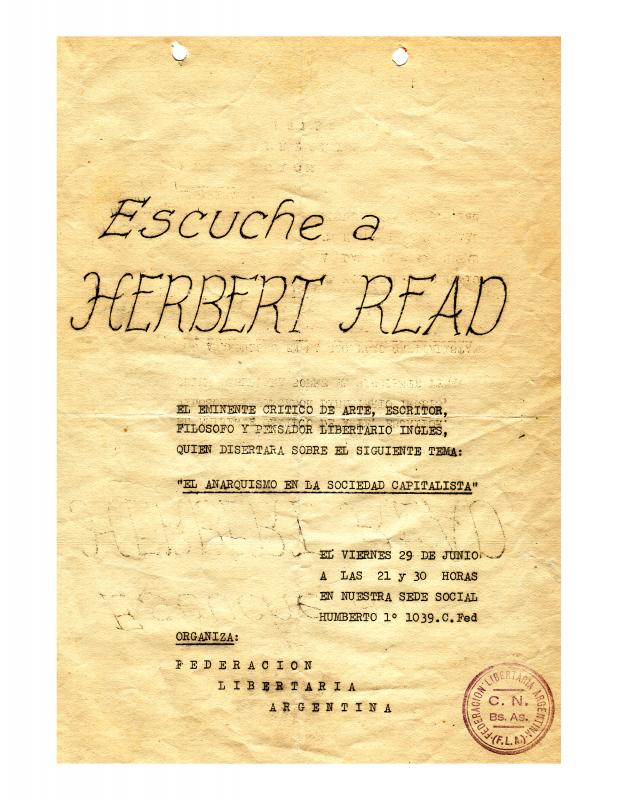 Escuche a
HERBERT READ
EL EMINENTE CRITICO DE ARTE, ESCRITOR,
FILOSOFO Y PENSADOR LIBERTARIO INGLES,
QUIEN DISERTARA SOBRE EL SIGUIENTE TEMA:
"EL ANARQUISMO EN LA SOCIEDAD CAPITALISTA"
EL VIERNES 29 DE JUNIO
A LAS 21 y 30 HORAS
EN NUESTRA SEDE SOCIAL
HUMBERTO 1º 1039.C.Fed
ORGANIZA:
FEDERACION
LIBERTARIA
ARGENTINA
FEDERACION LIBERTARIA ARGENTINA
C. N.
Bs. As.
(F.L.A.)